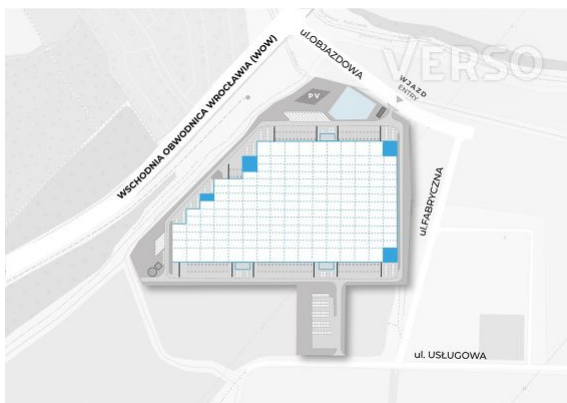 ul.OBJAZDOWA
VERSO
WSCHODNIA OBWODNICA WROCŁAWIA (WOW)
PV
WJAZD
ENTRY
ul.FABRYCZNA
ul. USŁUGOWA